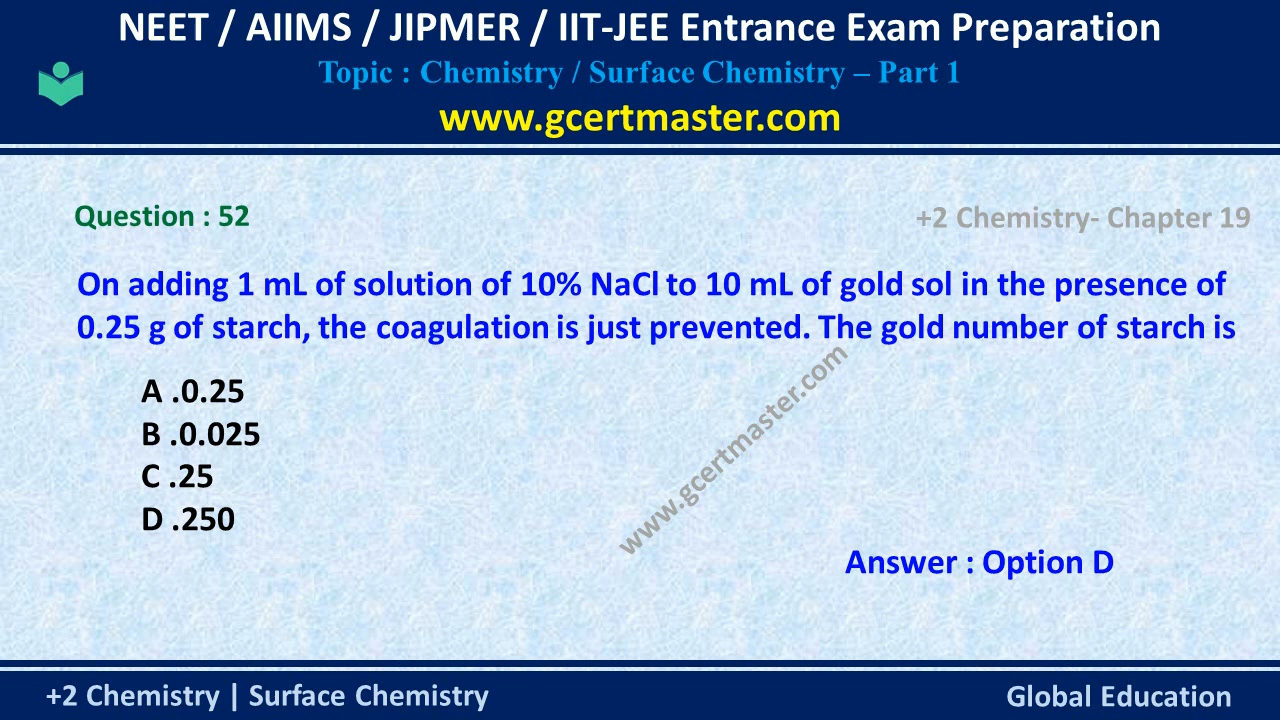 NEET / AIIMS / JIPMER / IIT-JEE Entrance Exam Preparation
Topic : Chemistry / Surface Chemistry – Part 1
www.gcertmaster.com
Question : 52
+2 Chemistry- Chapter 19
On adding 1 mL of solution of 10% NaCl to 10 mL of gold sol in the presence of
0.25 g of starch, the coagulation is just prevented. The gold number of starch is
A .0.25
B .0.025
C .25
D .250
www.gcertmaster.com
Answer : Option D
+2 Chemistry | Surface Chemistry
Global Education